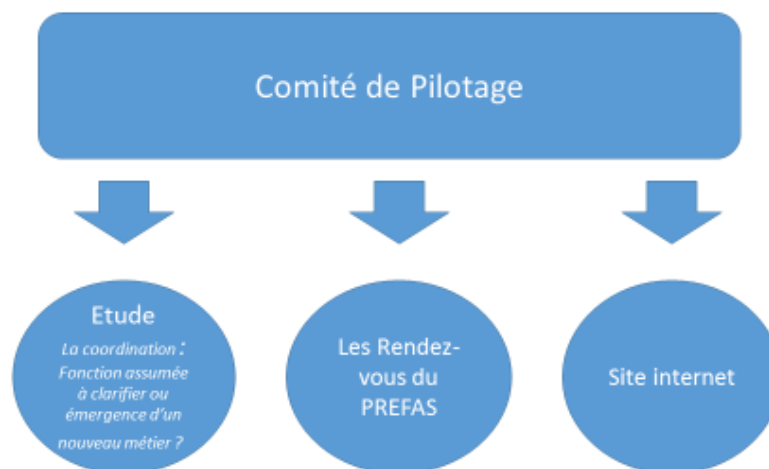 Comité de Pilotage
Etude
La coordination :
Fonction assumée
à clarifier ou
émergence d'un
nouveau métier ?
Les Rendez-
vous du
PREFAS
Site internet